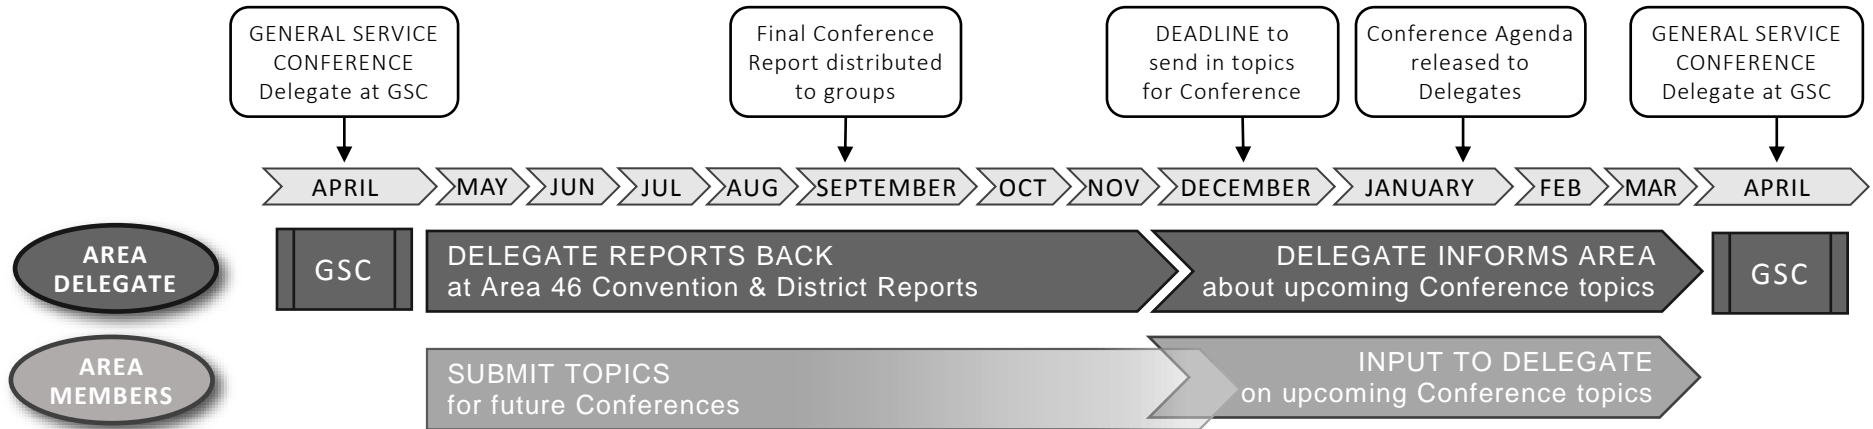 GENERAL SERVICE
CONFERENCE
Delegate at GSC
Final Conference
Report distributed
to groups
DEADLINE to
send in topics
for Conference
Conference Agenda
released to
Delegates
GENERAL SERVICE
CONFERENCE
Delegate at GSC
APRIL
MAY
JUN
JUL
AUG
SEPTEMBER
OCT
NOV
DECEMBER
JANUARY
FEB
MAR
APRIL
AREA
DELEGATE
GSC
DELEGATE REPORTS BACK
at Area 46 Convention & District Reports
DELEGATE INFORMS AREA
about upcoming Conference topics
GSC
AREA
MEMBERS
SUBMIT TOPICS
for future Conferences
INPUT TO DELEGATE
on upcoming Conference topics